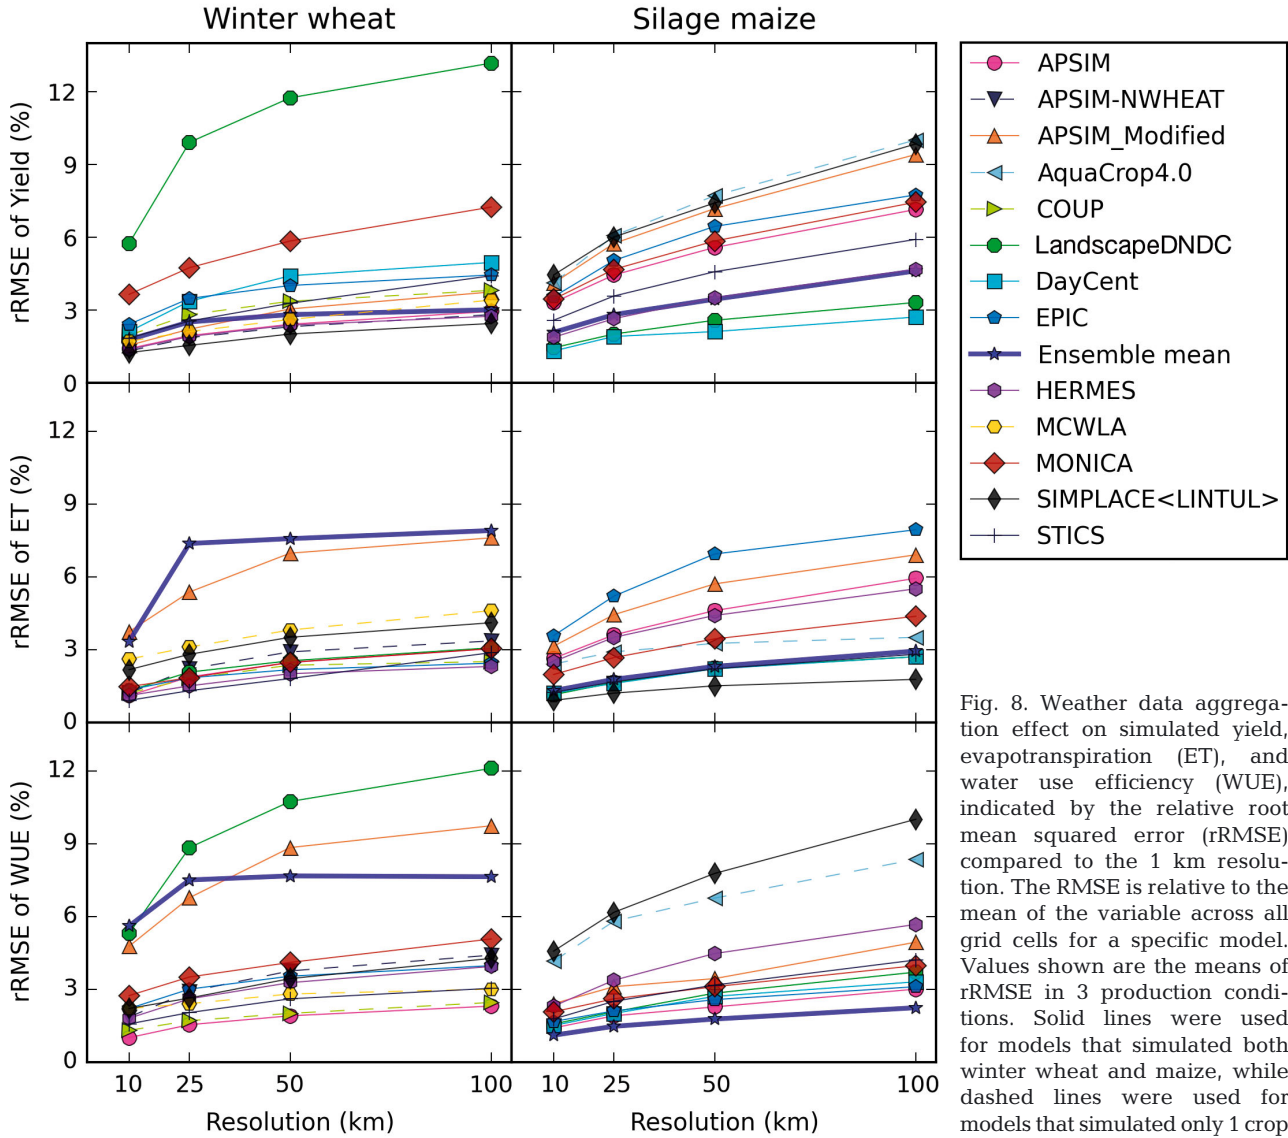 Winter wheat
Silage maize
rRMSE of Yield (%)
12
9
6
3
0
rRMSE of ET (%)
12
9
6
3
0
rRMSE of WUE (%)
12
9
6
3
0
10 25 50 100
10 25 50 100
Resolution (km)
Resolution (km)
APSIM
APSIM-NWHEAT
APSIM_Modified
AquaCrop4.0
COUP
LandscapeDNDC
DayCent
EPIC
Ensemble mean
HERMES
MCWLA
MONICA
SIMPLACE<LINTUL>
STICS
Fig. 8. Weather data aggrega-
tion effect on simulated yield,
evapotranspiration (ET), and
water use efficiency (WUE),
indicated by the relative root
mean squared error (rRMSE)
compared to the 1 km resolu-
tion. The RMSE is relative to the
mean of the variable across all
grid cells for a specific model.
Values shown are the means of
rRMSE in 3 production condi-
tions. Solid lines were used
for models that simulated both
winter wheat and maize, while
dashed lines were used for
models that simulated only 1 crop